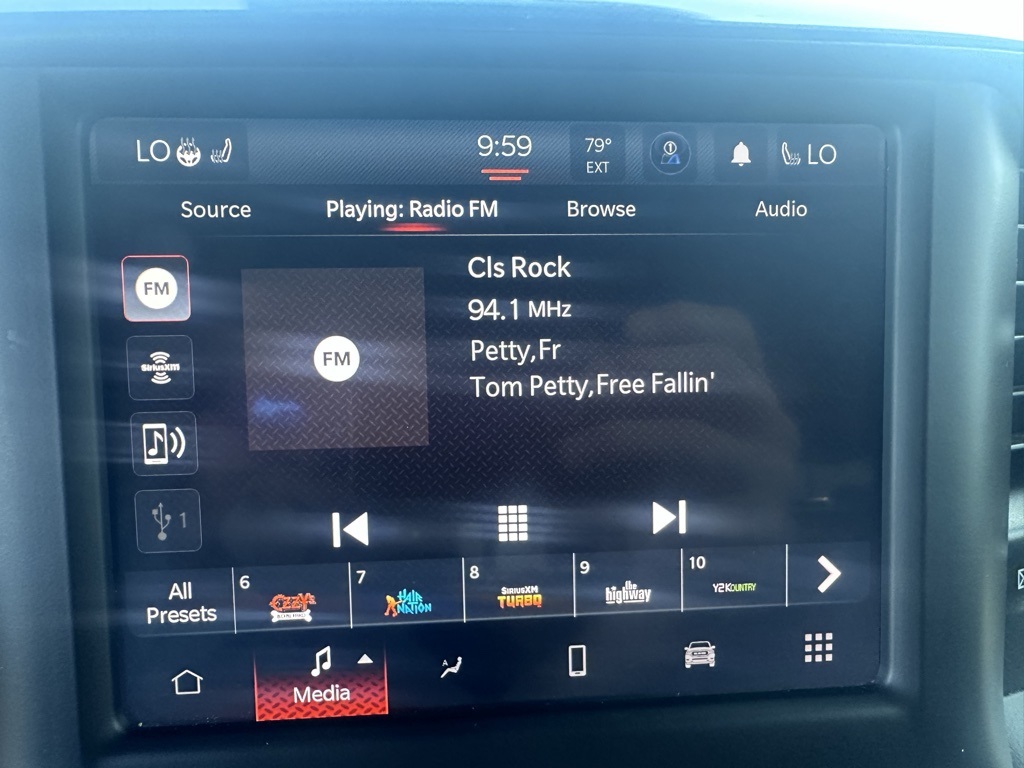 LO
9:59
79°
EXT
1
LO
Source
Playing: Radio FM
Browse
Audio
FM
Cls Rock
94.1 MHz
FM
Petty,Fr
Tom Petty,Free Fallin'
SiriusXM
1
All
Presets
6
OZZY's
7
HAIR
NATION
8
SiriusXM
TURBO
9
the
highway
10
Y2KOUNTRY
A
Media